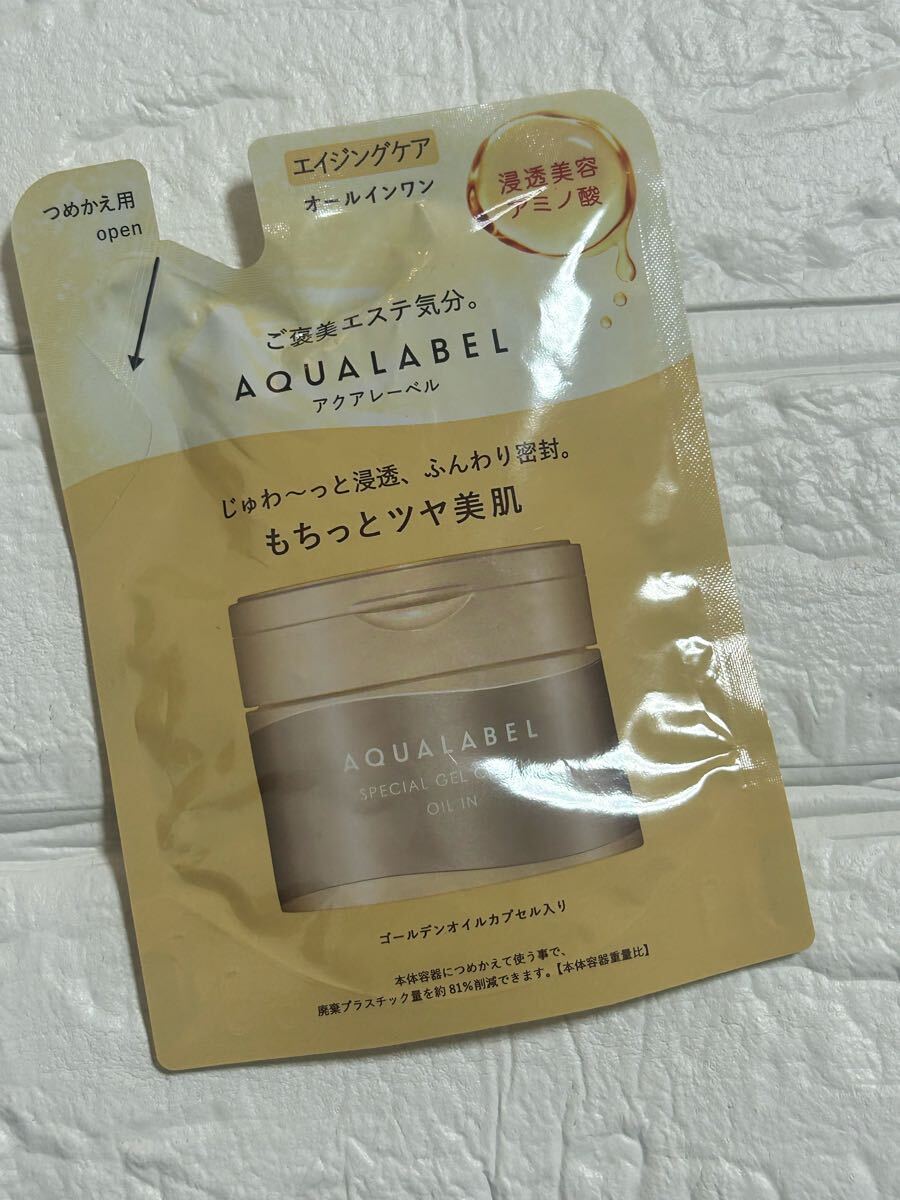 つめかえ用
open
エイジングケア
オールインワン
浸透美容
アミノ酸
ご褒美エステ気分。
AQUALABEL
アクアレーベル
じゅわ〜っと浸透、ふんわり密封。
もちっとツヤ美肌
AQUALABEL
SPECIAL GEL
OIL IN
ゴールデンオイルカプセル入り
本体容器につめかえて使う事で、
廃棄プラスチック量を約81%削減できます。【本体容器重量比】